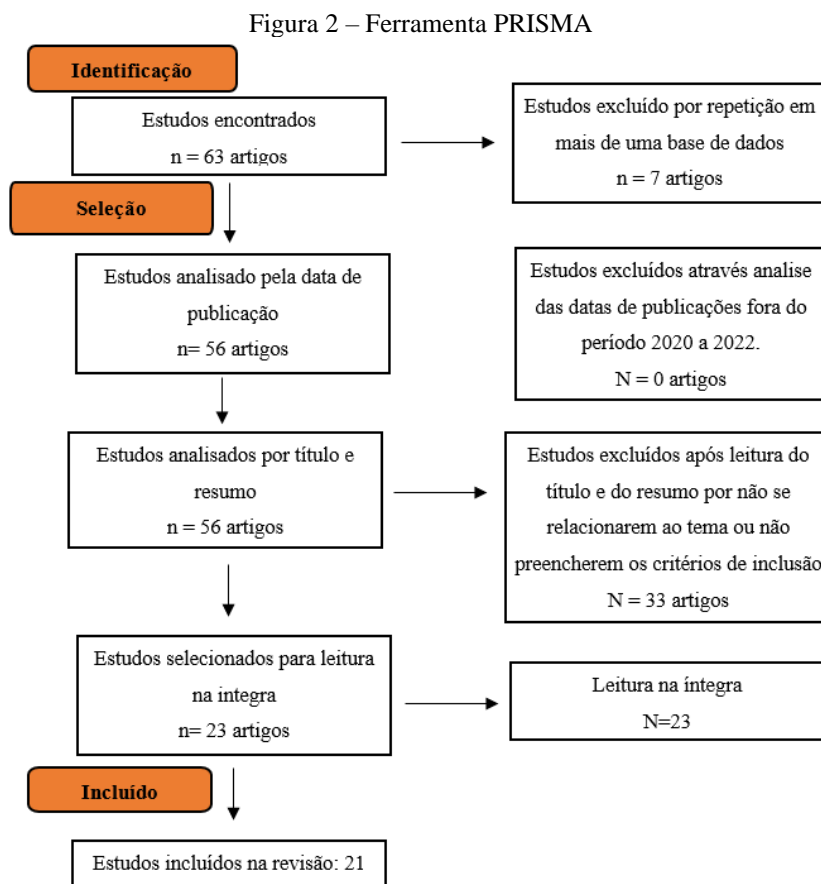 Figura 2 – Ferramenta PRISMA
Identificação
Estudos encontrados
n = 63 artigos
Estudos excluído por repetição em
mais de uma base de dados
n = 7 artigos
Seleção
Estudos analisado pela data de
publicação
n= 56 artigos
Estudos excluídos através analise
das datas de publicações fora do
período 2020 a 2022.
N = 0 artigos
Estudos analisados por título e
resumo
n = 56 artigos
Estudos excluídos após leitura do
título e do resumo por não se
relacionarem ao tema ou não
preencherem os critérios de inclusão
N = 33 artigos
Estudos selecionados para leitura
na integra
n= 23 artigos
Leitura na íntegra
N=23
Incluído
Estudos incluídos na revisão: 21